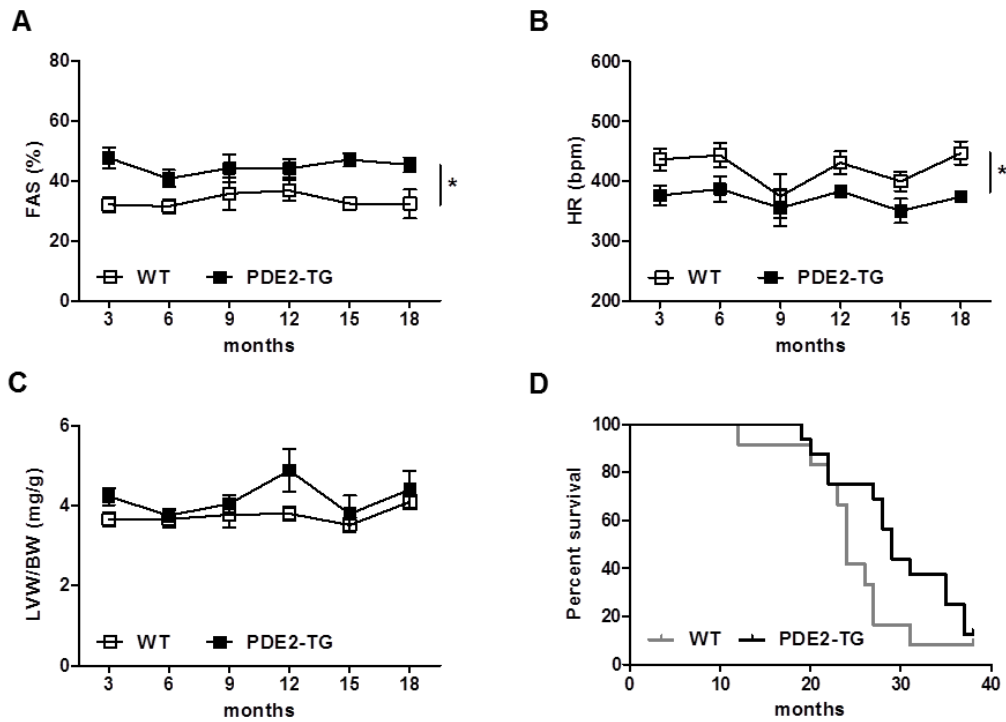 A
FAS (%)
80
60
40
20
0
*
WT PDE2-TG
3 6 9 12 15 18
months
B
HR (bpm)
600
500
400
300
200
*
WT PDE2-TG
3 6 9 12 15 18
months
C
LVW/BW (mg/g)
6
4
2
0
WT PDE2-TG
3 6 9 12 15 18
months
D
Percent survival
100
80
60
40
20
0
WT PDE2-TG
0 10 20 30 40
months